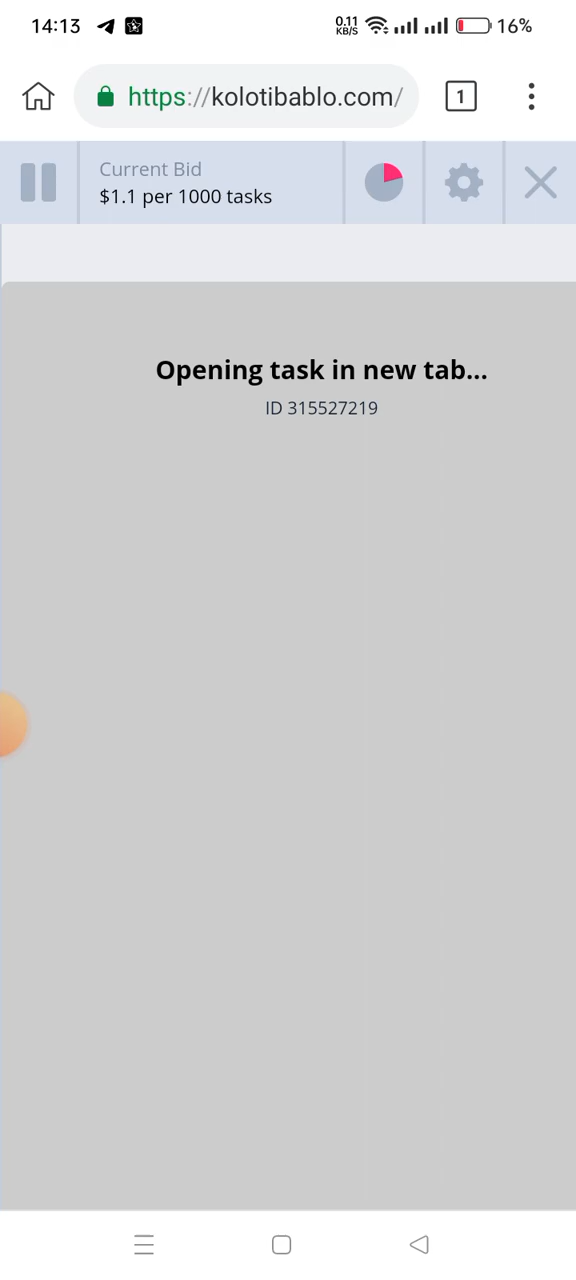 14:13
0.11
KB/S
16%
https://kolotibablo.com/
1
Current Bid
$1.1 per 1000 tasks
Opening task in new tab...
ID 315527219